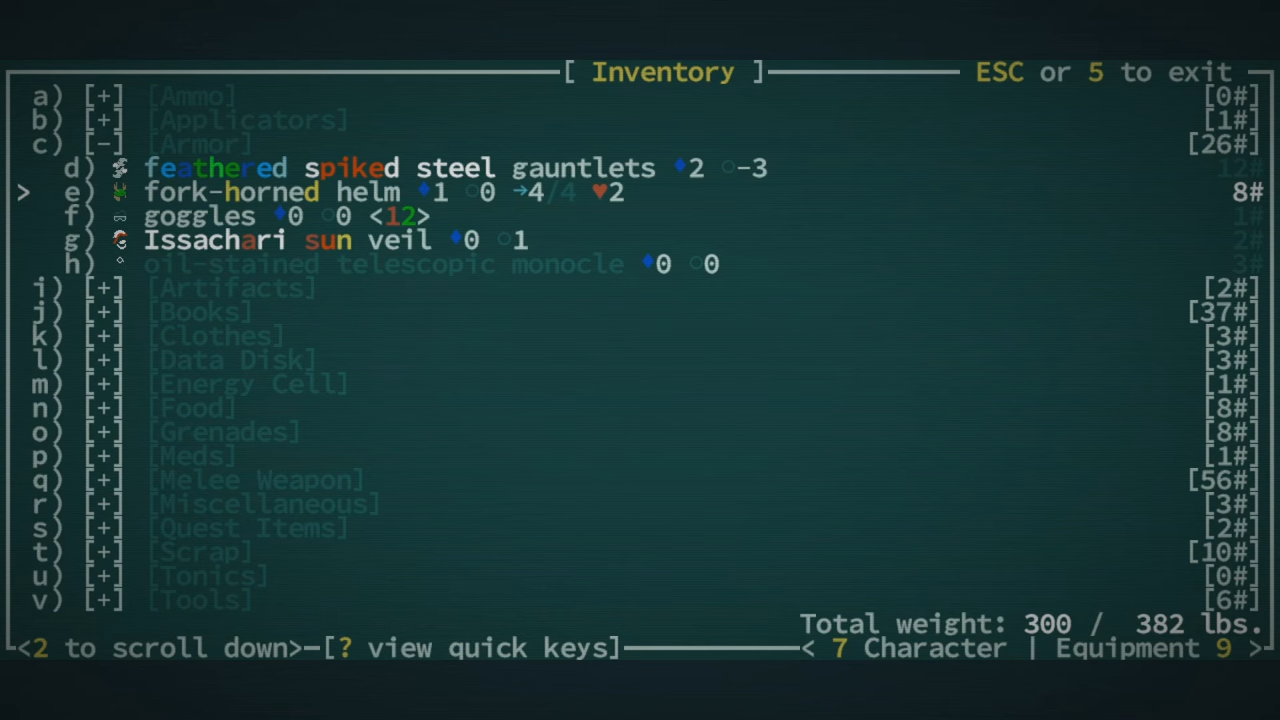 [ Inventory ] ESC or 5 to exit
a) [+] [Ammo] [0#]
b) [+] [Applicators] [1#]
c) [-] [Armor] [26#]
d) feathered spiked steel gauntlets ♦2 ○-3 12#
> e) fork-horned helm ♦1 ○0 →4/4 ♥2 8#
f) goggles ♦0 ○0 <12> 1#
g) Issachari sun veil ♦0 ○1 2#
h) oil-stained telescopic monocle ♦0 ○0 3#
i) [+] [Artifacts] [2#]
j) [+] [Books] [37#]
k) [+] [Clothes] [3#]
l) [+] [Data Disk] [3#]
m) [+] [Energy Cell] [1#]
n) [+] [Food] [8#]
o) [+] [Grenades] [8#]
p) [+] [Meds] [1#]
q) [+] [Melee Weapon] [56#]
r) [+] [Miscellaneous] [3#]
s) [+] [Quest Items] [2#]
t) [+] [Scrap] [10#]
u) [+] [Tonics] [0#]
v) [+] [Tools] [6#]
Total weight: 300 / 382 lbs.
<2 to scroll down> [? view quick keys] < 7 Character | Equipment 9 >